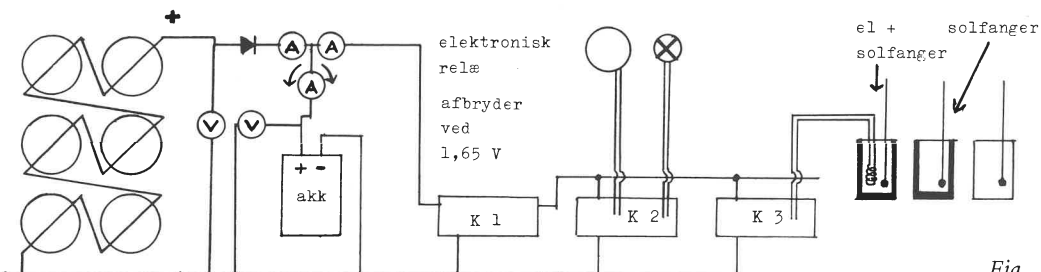 +
A
A
A
V
V
+ -
akk
elektronisk
relæ
afbryder
ved
1,65 V
K 1
K 2
K 3
el +
solfanger
solfanger
Fig